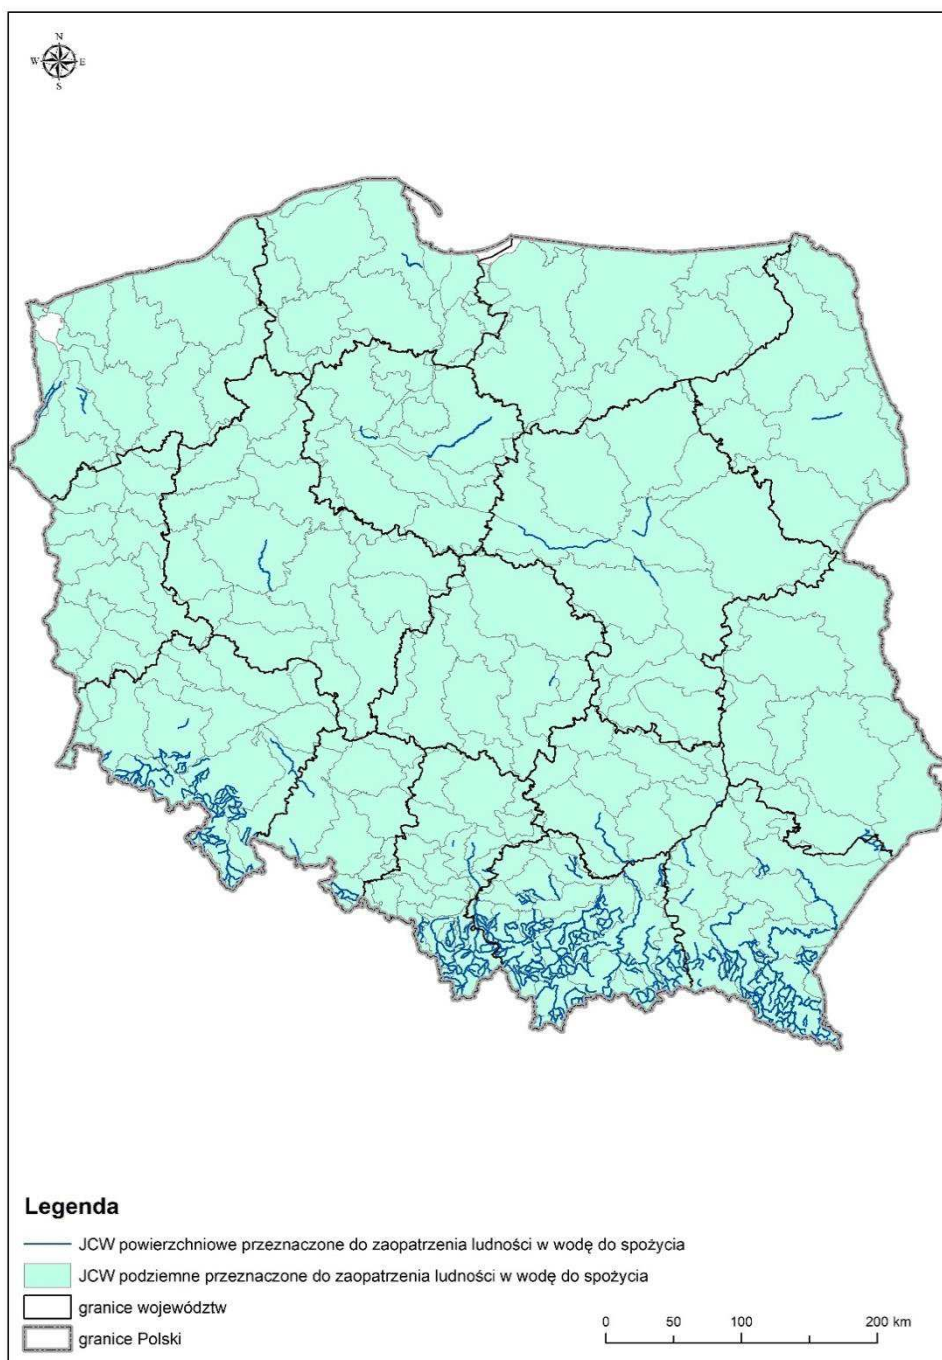 N
W E
S
Legenda
JCW powierzchniowe przeznaczone do zaopatrzenia ludności w wodę do spożycia
JCW podziemne przeznaczone do zaopatrzenia ludności w wodę do spożycia
granice województw
granice Polski
0 50 100 200 km